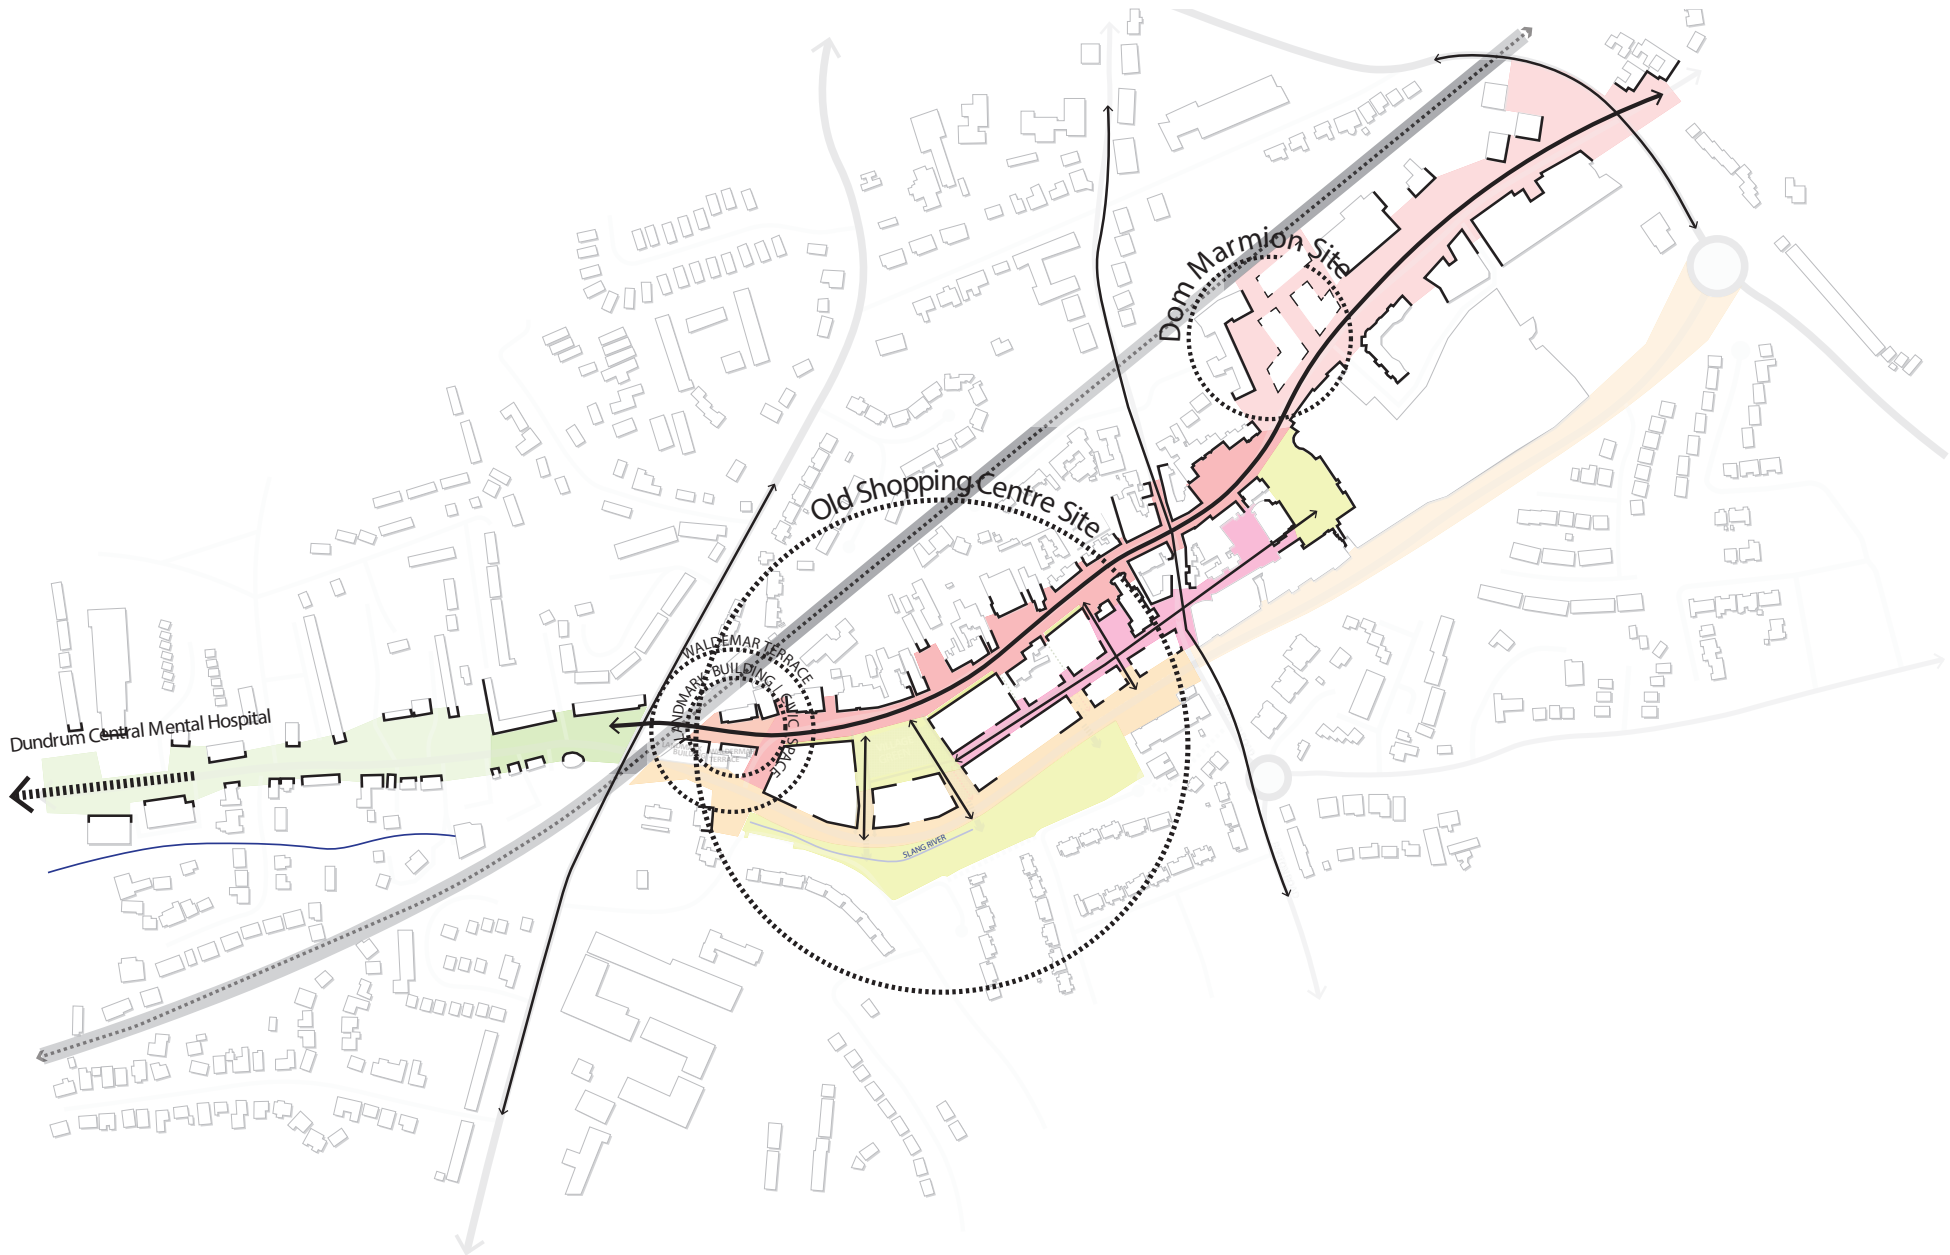 Dom Marmion Site
Old Shopping Centre Site
WALDEMAR TERRACE
LANDMARK BUILDING / CIVIC SPACE
Dundrum Central Mental Hospital
SLANG RIVER